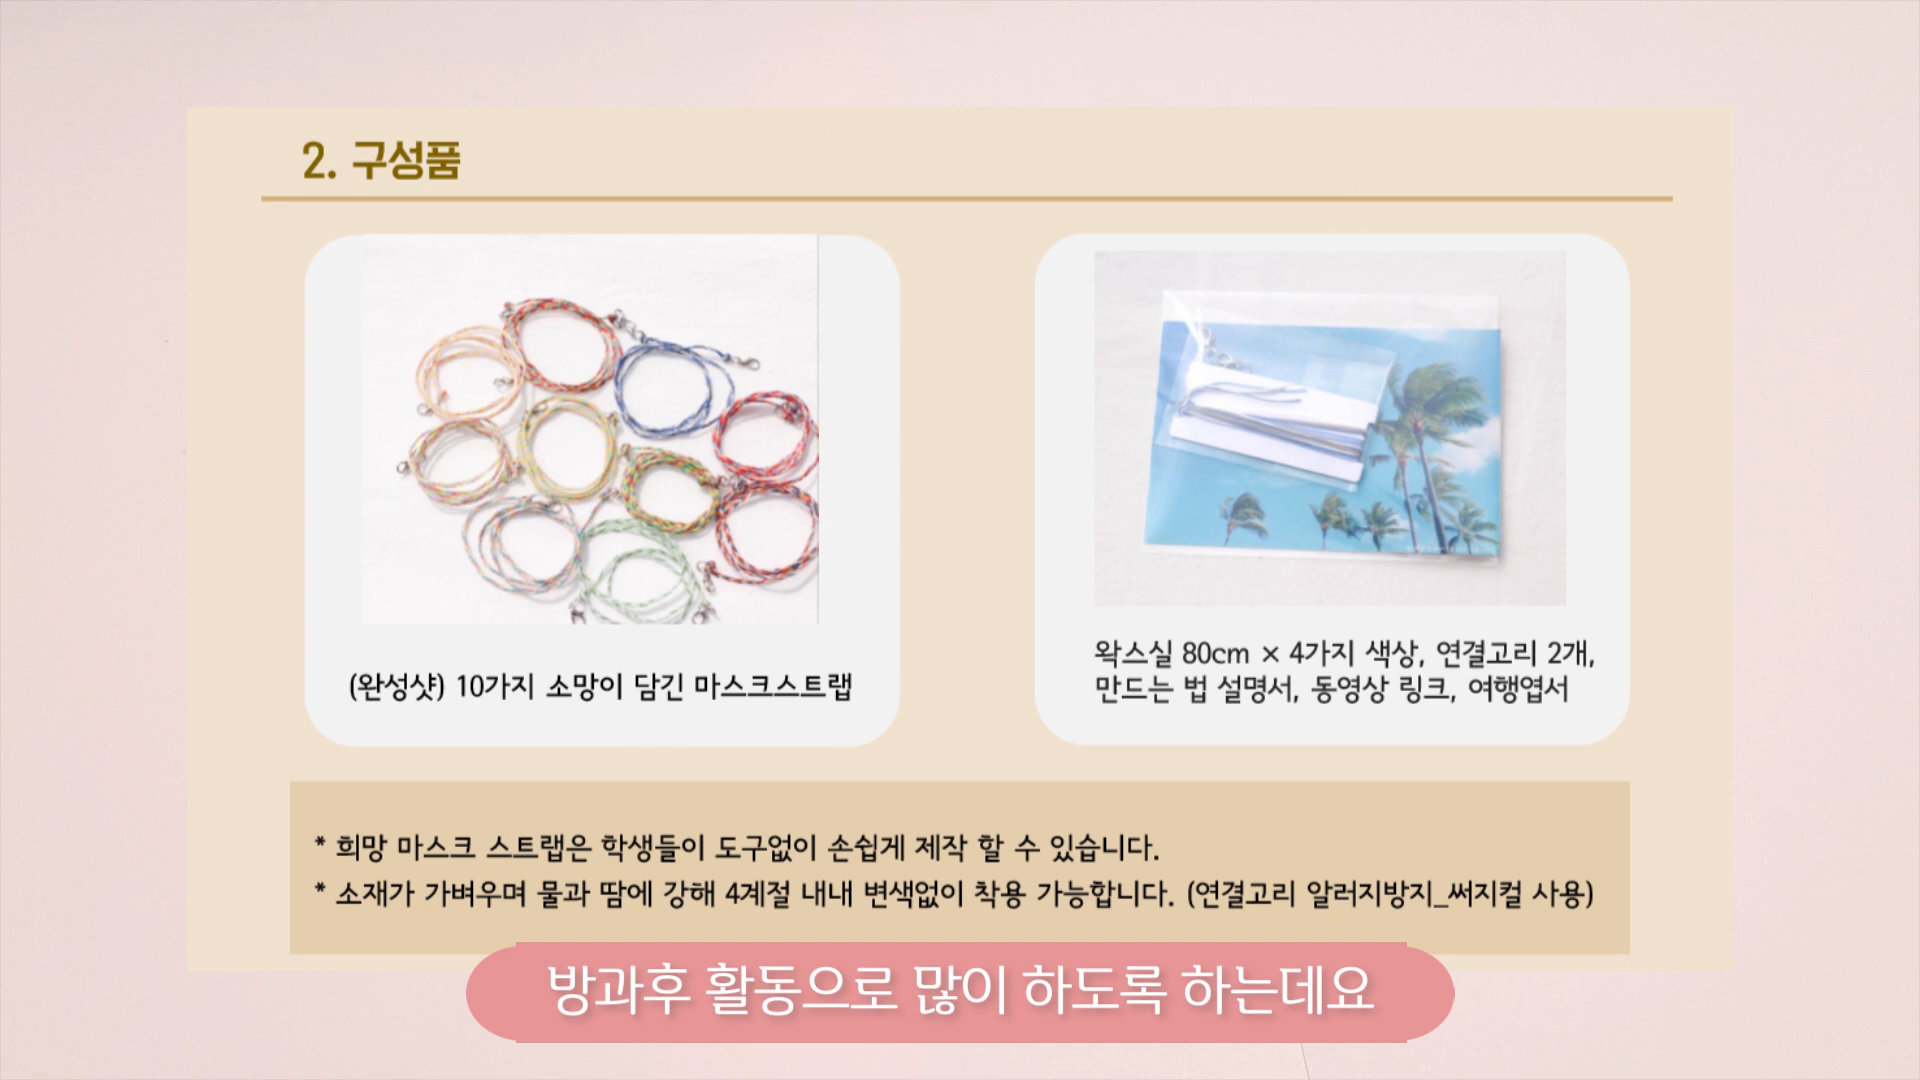 2. 구성품
(완성샷) 10가지 소망이 담긴 마스크스트랩
왁스실 80cm × 4가지 색상, 연결고리 2개,
만드는 법 설명서, 동영상 링크, 여행엽서
* 희망 마스크 스트랩은 학생들이 도구없이 손쉽게 제작 할 수 있습니다.
* 소재가 가벼우며 물과 땀에 강해 4계절 내내 변색없이 착용 가능합니다. (연결고리 알러지방지_써지컬 사용)
방과후 활동으로 많이 하도록 하는데요